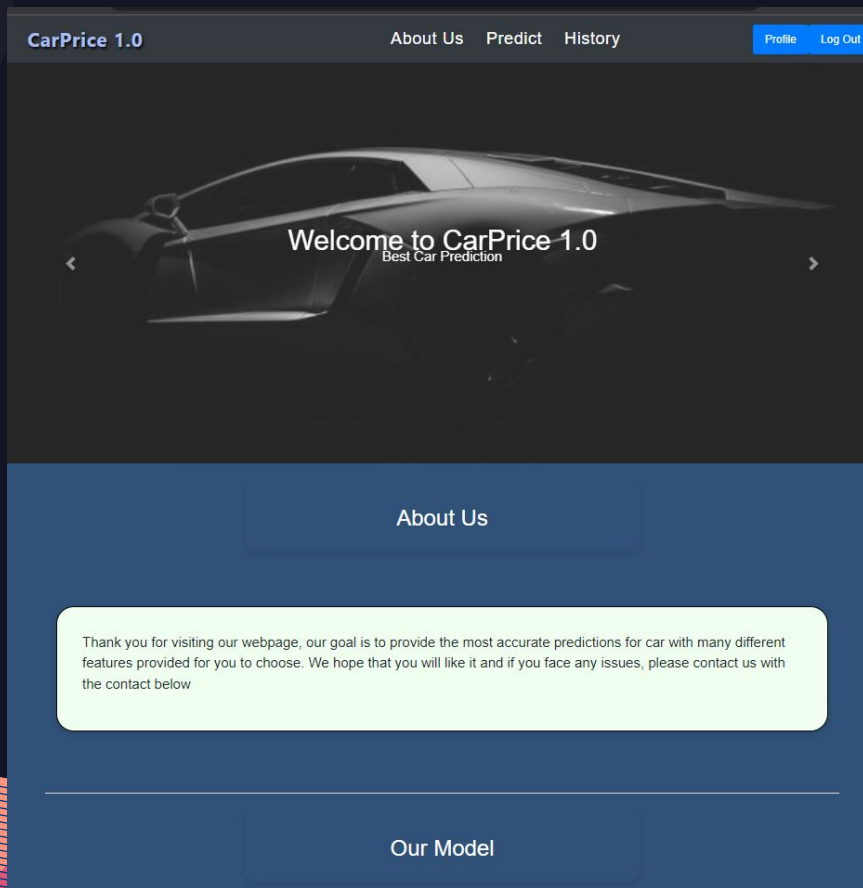 CarPrice 1.0
About Us Predict History
Profile Log Out
Welcome to CarPrice 1.0
Best Car Prediction
About Us
Thank you for visiting our webpage, our goal is to provide the most accurate predictions for car with many different
features provided for you to choose. We hope that you will like it and if you face any issues, please contact us with
the contact below
Our Model